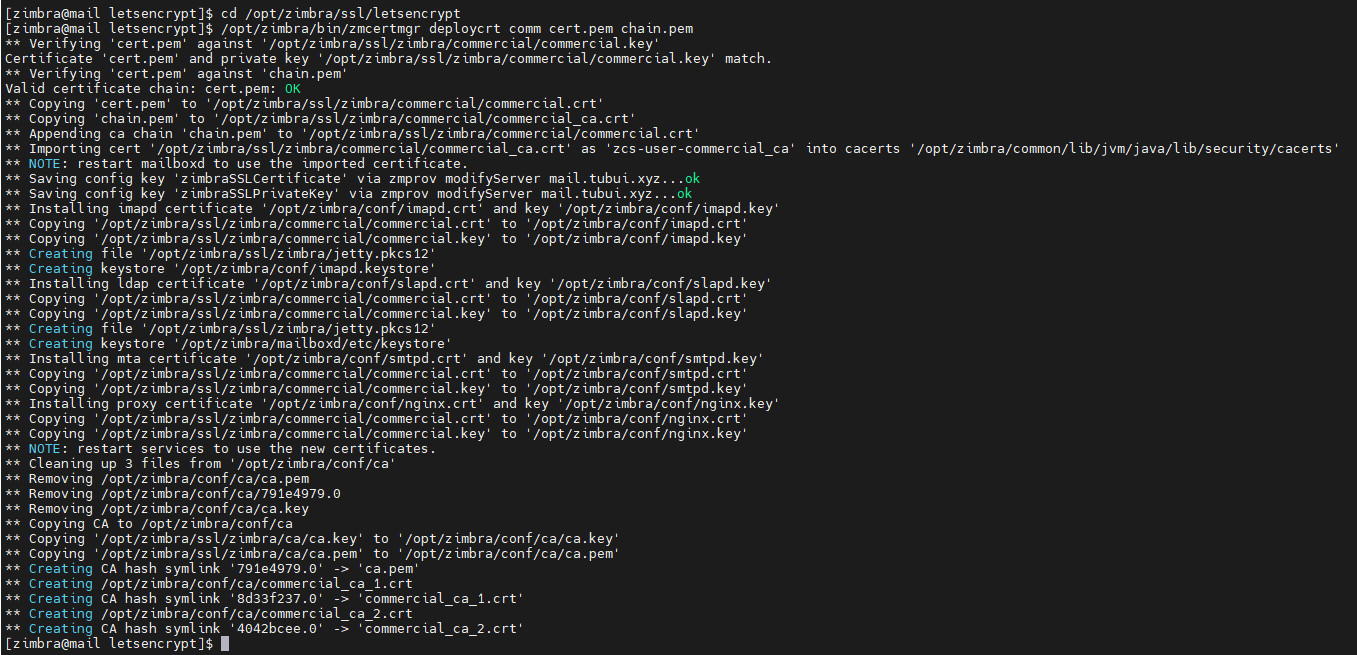 [zimbra@mail letsencrypt]$ cd /opt/zimbra/ssl/letsencrypt
[zimbra@mail letsencrypt]$ /opt/zimbra/bin/zmcertmgr deploycrt comm cert.pem chain.pem
** Verifying 'cert.pem' against '/opt/zimbra/ssl/zimbra/commercial/commercial.key'
Certificate 'cert.pem' and private key '/opt/zimbra/ssl/zimbra/commercial/commercial.key' match.
** Verifying 'cert.pem' against 'chain.pem'
Valid certificate chain: cert.pem: OK
** Copying 'cert.pem' to '/opt/zimbra/ssl/zimbra/commercial/commercial.crt'
** Copying 'chain.pem' to '/opt/zimbra/ssl/zimbra/commercial/commercial_ca.crt'
** Appending ca chain 'chain.pem' to '/opt/zimbra/ssl/zimbra/commercial/commercial.crt'
** Importing cert '/opt/zimbra/ssl/zimbra/commercial/commercial_ca.crt' as 'zcs-user-commercial_ca' into cacerts '/opt/zimbra/common/lib/jvm/java/lib/security/cacerts'
** NOTE: restart mailboxd to use the imported certificate.
** Saving config key 'zimbraSSLCertificate' via zmprov modifyServer mail.tubui.xyz...ok
** Saving config key 'zimbraSSLPrivateKey' via zmprov modifyServer mail.tubui.xyz...ok
** Installing imapd certificate '/opt/zimbra/conf/imapd.crt' and key '/opt/zimbra/conf/imapd.key'
** Copying '/opt/zimbra/ssl/zimbra/commercial/commercial.crt' to '/opt/zimbra/conf/imapd.crt'
** Copying '/opt/zimbra/ssl/zimbra/commercial/commercial.key' to '/opt/zimbra/conf/imapd.key'
** Creating file '/opt/zimbra/ssl/zimbra/jetty.pkcs12'
** Creating keystore '/opt/zimbra/conf/imapd.keystore'
** Installing ldap certificate '/opt/zimbra/conf/slapd.crt' and key '/opt/zimbra/conf/slapd.key'
** Copying '/opt/zimbra/ssl/zimbra/commercial/commercial.crt' to '/opt/zimbra/conf/slapd.crt'
** Copying '/opt/zimbra/ssl/zimbra/commercial/commercial.key' to '/opt/zimbra/conf/slapd.key'
** Creating file '/opt/zimbra/ssl/zimbra/jetty.pkcs12'
** Creating keystore '/opt/zimbra/mailboxd/etc/keystore'
** Installing mta certificate '/opt/zimbra/conf/smtpd.crt' and key '/opt/zimbra/conf/smtpd.key'
** Copying '/opt/zimbra/ssl/zimbra/commercial/commercial.crt' to '/opt/zimbra/conf/smtpd.crt'
** Copying '/opt/zimbra/ssl/zimbra/commercial/commercial.key' to '/opt/zimbra/conf/smtpd.key'
** Installing proxy certificate '/opt/zimbra/conf/nginx.crt' and key '/opt/zimbra/conf/nginx.key'
** Copying '/opt/zimbra/ssl/zimbra/commercial/commercial.crt' to '/opt/zimbra/conf/nginx.crt'
** Copying '/opt/zimbra/ssl/zimbra/commercial/commercial.key' to '/opt/zimbra/conf/nginx.key'
** NOTE: restart services to use the new certificates.
** Cleaning up 3 files from '/opt/zimbra/conf/ca'
** Removing /opt/zimbra/conf/ca/ca.pem
** Removing /opt/zimbra/conf/ca/791e4979.0
** Removing /opt/zimbra/conf/ca/ca.key
** Copying CA to /opt/zimbra/conf/ca
** Copying '/opt/zimbra/ssl/zimbra/ca/ca.key' to '/opt/zimbra/conf/ca/ca.key'
** Copying '/opt/zimbra/ssl/zimbra/ca/ca.pem' to '/opt/zimbra/conf/ca/ca.pem'
** Creating CA hash symlink '791e4979.0' -> 'ca.pem'
** Creating /opt/zimbra/conf/ca/commercial_ca_1.crt
** Creating CA hash symlink '8d33f237.0' -> 'commercial_ca_1.crt'
** Creating /opt/zimbra/conf/ca/commercial_ca_2.crt
** Creating CA hash symlink '4042bcee.0' -> 'commercial_ca_2.crt'
[zimbra@mail letsencrypt]$